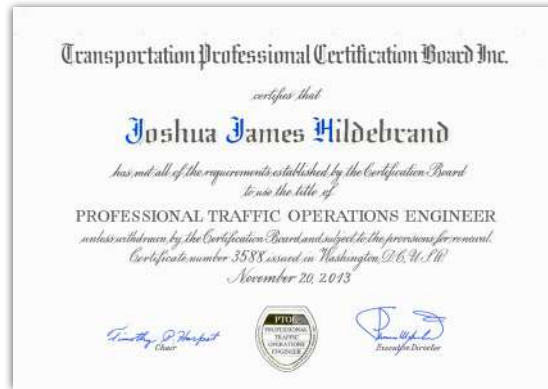 Transportation Professional Certification Board Inc.
certifies that
Joshua James Hildebrand
has met all of the requirements established by the Certification Board
to use the title of
PROFESSIONAL TRAFFIC OPERATIONS ENGINEER
unless withdrawn by the Certification Board and subject to the provisions for renewal.
Certificate number 3588 issued in Washington, D.C., U.S.A.
November 20, 2013
Timothy P. Harpst
Chair
PTOE
PROFESSIONAL
TRAFFIC
OPERATIONS
ENGINEER
Executive Director